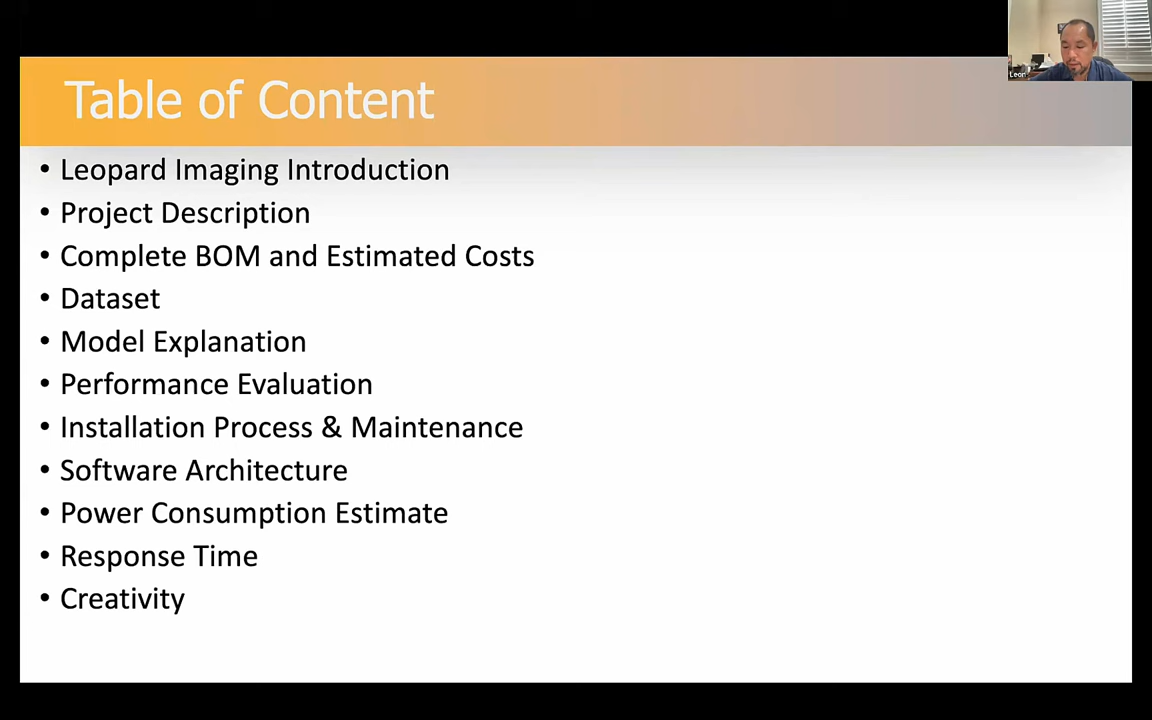 Table of Content
• Leopard Imaging Introduction
• Project Description
• Complete BOM and Estimated Costs
• Dataset
• Model Explanation
• Performance Evaluation
• Installation Process & Maintenance
• Software Architecture
• Power Consumption Estimate
• Response Time
• Creativity
Leon